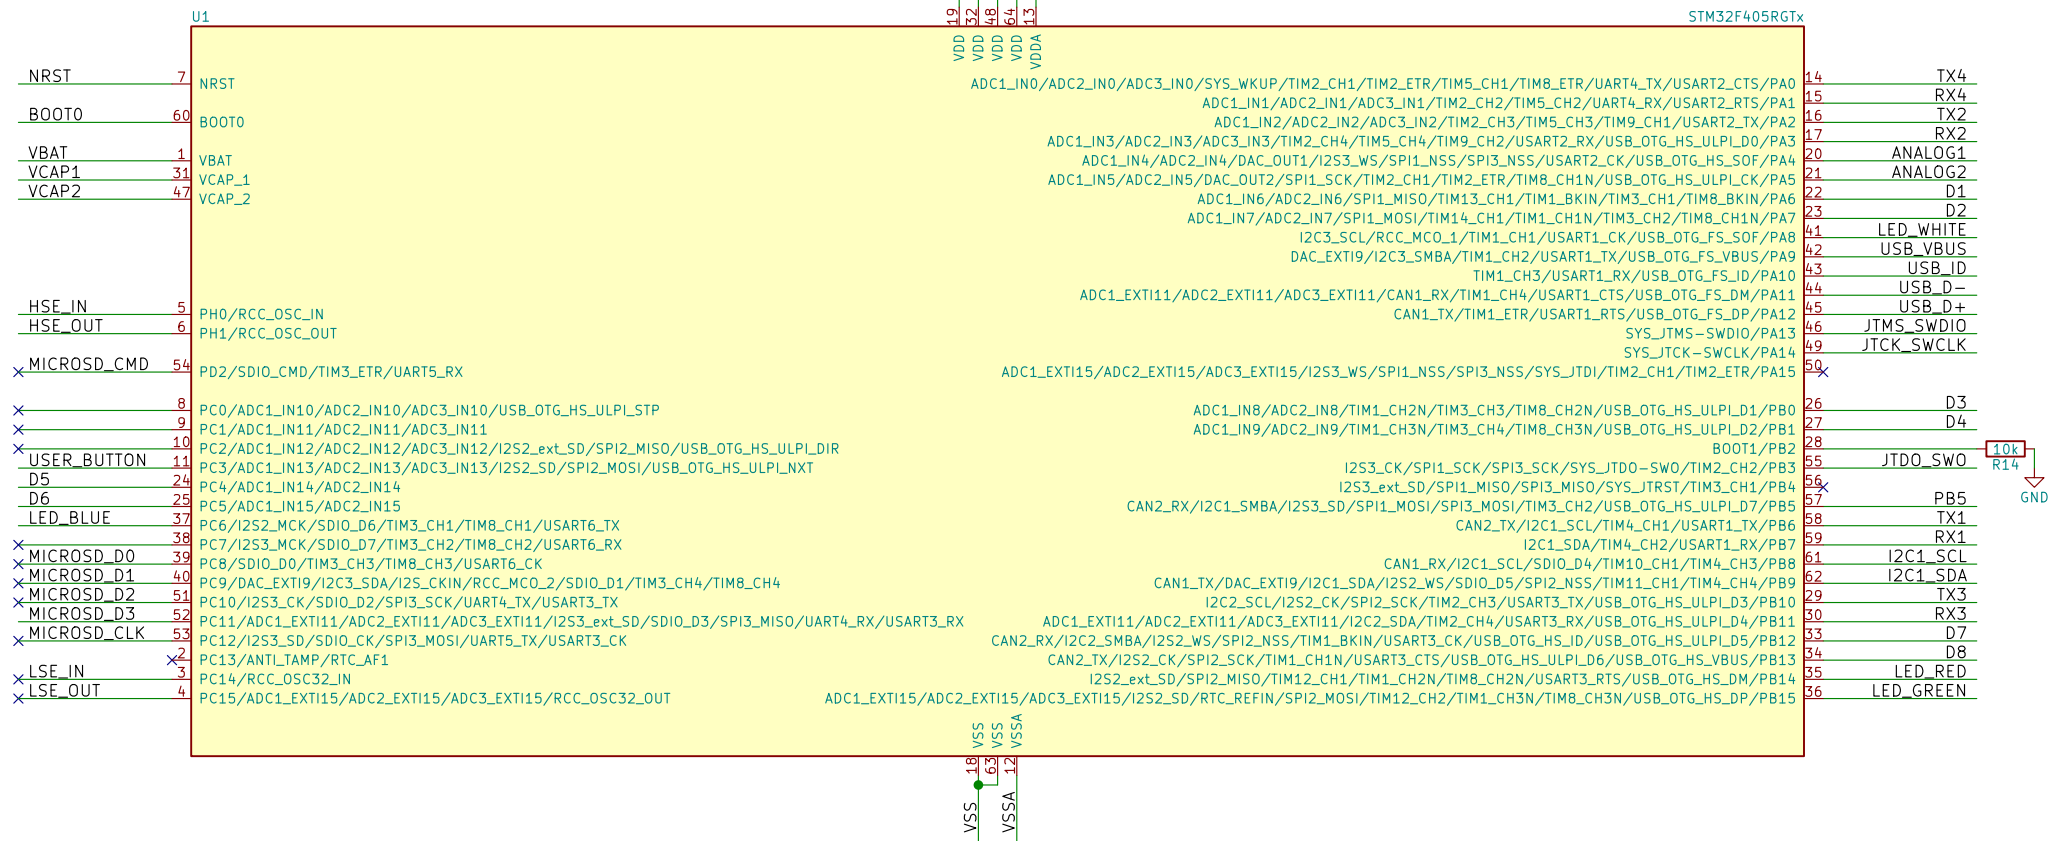 U1 STM32F405RGTx
19 32 48 64 13
VDD VDD VDD VDD VDDA
NRST 7 NRST
BOOT0 60 BOOT0
VBAT 1 VBAT
VCAP1 31 VCAP_1
VCAP2 47 VCAP_2
HSE_IN 5 PH0/RCC_OSC_IN
HSE_OUT 6 PH1/RCC_OSC_OUT
MICROSD_CMD 54 PD2/SDIO_CMD/TIM3_ETR/UART5_RX
8 PC0/ADC1_IN10/ADC2_IN10/ADC3_IN10/USB_OTG_HS_ULPI_STP
9 PC1/ADC1_IN11/ADC2_IN11/ADC3_IN11
10 PC2/ADC1_IN12/ADC2_IN12/ADC3_IN12/I2S2_ext_SD/SPI2_MISO/USB_OTG_HS_ULPI_DIR
USER_BUTTON 11 PC3/ADC1_IN13/ADC2_IN13/ADC3_IN13/I2S2_SD/SPI2_MOSI/USB_OTG_HS_ULPI_NXT
D5 24 PC4/ADC1_IN14/ADC2_IN14
D6 25 PC5/ADC1_IN15/ADC2_IN15
LED_BLUE 37 PC6/I2S2_MCK/SDIO_D6/TIM3_CH1/TIM8_CH1/USART6_TX
38 PC7/I2S3_MCK/SDIO_D7/TIM3_CH2/TIM8_CH2/USART6_RX
MICROSD_D0 39 PC8/SDIO_D0/TIM3_CH3/TIM8_CH3/USART6_CK
MICROSD_D1 40 PC9/DAC_EXTI9/I2C3_SDA/I2S_CKIN/RCC_MCO_2/SDIO_D1/TIM3_CH4/TIM8_CH4
MICROSD_D2 51 PC10/I2S3_CK/SDIO_D2/SPI3_SCK/UART4_TX/USART3_TX
MICROSD_D3 52 PC11/ADC1_EXTI11/ADC2_EXTI11/ADC3_EXTI11/I2S3_ext_SD/SDIO_D3/SPI3_MISO/UART4_RX/USART3_RX
MICROSD_CLK 53 PC12/I2S3_SD/SDIO_CK/SPI3_MOSI/UART5_TX/USART3_CK
2 PC13/ANTI_TAMP/RTC_AF1
LSE_IN 3 PC14/RCC_OSC32_IN
LSE_OUT 4 PC15/ADC1_EXTI15/ADC2_EXTI15/ADC3_EXTI15/RCC_OSC32_OUT
ADC1_IN0/ADC2_IN0/ADC3_IN0/SYS_WKUP/TIM2_CH1/TIM2_ETR/TIM5_CH1/TIM8_ETR/UART4_TX/USART2_CTS/PA0 14 TX4
ADC1_IN1/ADC2_IN1/ADC3_IN1/TIM2_CH2/TIM5_CH2/UART4_RX/USART2_RTS/PA1 15 RX4
ADC1_IN2/ADC2_IN2/ADC3_IN2/TIM2_CH3/TIM5_CH3/TIM9_CH1/USART2_TX/PA2 16 TX2
ADC1_IN3/ADC2_IN3/ADC3_IN3/TIM2_CH4/TIM5_CH4/TIM9_CH2/USART2_RX/USB_OTG_HS_ULPI_D0/PA3 17 RX2
ADC1_IN4/ADC2_IN4/DAC_OUT1/I2S3_WS/SPI1_NSS/SPI3_NSS/USART2_CK/USB_OTG_HS_SOF/PA4 20 ANALOG1
ADC1_IN5/ADC2_IN5/DAC_OUT2/SPI1_SCK/TIM2_CH1/TIM2_ETR/TIM8_CH1N/USB_OTG_HS_ULPI_CK/PA5 21 ANALOG2
ADC1_IN6/ADC2_IN6/SPI1_MISO/TIM13_CH1/TIM1_BKIN/TIM3_CH1/TIM8_BKIN/PA6 22 D1
ADC1_IN7/ADC2_IN7/SPI1_MOSI/TIM14_CH1/TIM1_CH1N/TIM3_CH2/TIM8_CH1N/PA7 23 D2
I2C3_SCL/RCC_MCO_1/TIM1_CH1/USART1_CK/USB_OTG_FS_SOF/PA8 41 LED_WHITE
DAC_EXTI9/I2C3_SMBA/TIM1_CH2/USART1_TX/USB_OTG_FS_VBUS/PA9 42 USB_VBUS
TIM1_CH3/USART1_RX/USB_OTG_FS_ID/PA10 43 USB_ID
ADC1_EXTI11/ADC2_EXTI11/ADC3_EXTI11/CAN1_RX/TIM1_CH4/USART1_CTS/USB_OTG_FS_DM/PA11 44 USB_D-
CAN1_TX/TIM1_ETR/USART1_RTS/USB_OTG_FS_DP/PA12 45 USB_D+
SYS_JTMS-SWDIO/PA13 46 JTMS_SWDIO
SYS_JTCK-SWCLK/PA14 49 JTCK_SWCLK
ADC1_EXTI15/ADC2_EXTI15/ADC3_EXTI15/I2S3_WS/SPI1_NSS/SPI3_NSS/SYS_JTDI/TIM2_CH1/TIM2_ETR/PA15 50
ADC1_IN8/ADC2_IN8/TIM1_CH2N/TIM3_CH3/TIM8_CH2N/USB_OTG_HS_ULPI_D1/PB0 26 D3
ADC1_IN9/ADC2_IN9/TIM1_CH3N/TIM3_CH4/TIM8_CH3N/USB_OTG_HS_ULPI_D2/PB1 27 D4
BOOT1/PB2 28 10k
R14
GND
I2S3_CK/SPI1_SCK/SPI3_SCK/SYS_JTDO-SWO/TIM2_CH2/PB3 55 JTDO_SWO
I2S3_ext_SD/SPI1_MISO/SPI3_MISO/SYS_JTRST/TIM3_CH1/PB4 56
CAN2_RX/I2C1_SMBA/I2S3_SD/SPI1_MOSI/SPI3_MOSI/TIM3_CH2/USB_OTG_HS_ULPI_D7/PB5 57 PB5
CAN2_TX/I2C1_SCL/TIM4_CH1/USART1_TX/PB6 58 TX1
I2C1_SDA/TIM4_CH2/USART1_RX/PB7 59 RX1
CAN1_RX/I2C1_SCL/SDIO_D4/TIM10_CH1/TIM4_CH3/PB8 61 I2C1_SCL
CAN1_TX/DAC_EXTI9/I2C1_SDA/I2S2_WS/SDIO_D5/SPI2_NSS/TIM11_CH1/TIM4_CH4/PB9 62 I2C1_SDA
I2C2_SCL/I2S2_CK/SPI2_SCK/TIM2_CH3/USART3_TX/USB_OTG_HS_ULPI_D3/PB10 29 TX3
ADC1_EXTI11/ADC2_EXTI11/ADC3_EXTI11/I2C2_SDA/TIM2_CH4/USART3_RX/USB_OTG_HS_ULPI_D4/PB11 30 RX3
CAN2_RX/I2C2_SMBA/I2S2_WS/SPI2_NSS/TIM1_BKIN/USART3_CK/USB_OTG_HS_ID/USB_OTG_HS_ULPI_D5/PB12 33 D7
CAN2_TX/I2S2_CK/SPI2_SCK/TIM1_CH1N/USART3_CTS/USB_OTG_HS_ULPI_D6/USB_OTG_HS_VBUS/PB13 34 D8
I2S2_ext_SD/SPI2_MISO/TIM12_CH1/TIM1_CH2N/TIM8_CH2N/USART3_RTS/USB_OTG_HS_DM/PB14 35 LED_RED
ADC1_EXTI15/ADC2_EXTI15/ADC3_EXTI15/I2S2_SD/RTC_REFIN/SPI2_MOSI/TIM12_CH2/TIM1_CH3N/TIM8_CH3N/USB_OTG_HS_DP/PB15 36 LED_GREEN
VSS VSS VSSA
18 63 12
VSS VSSA